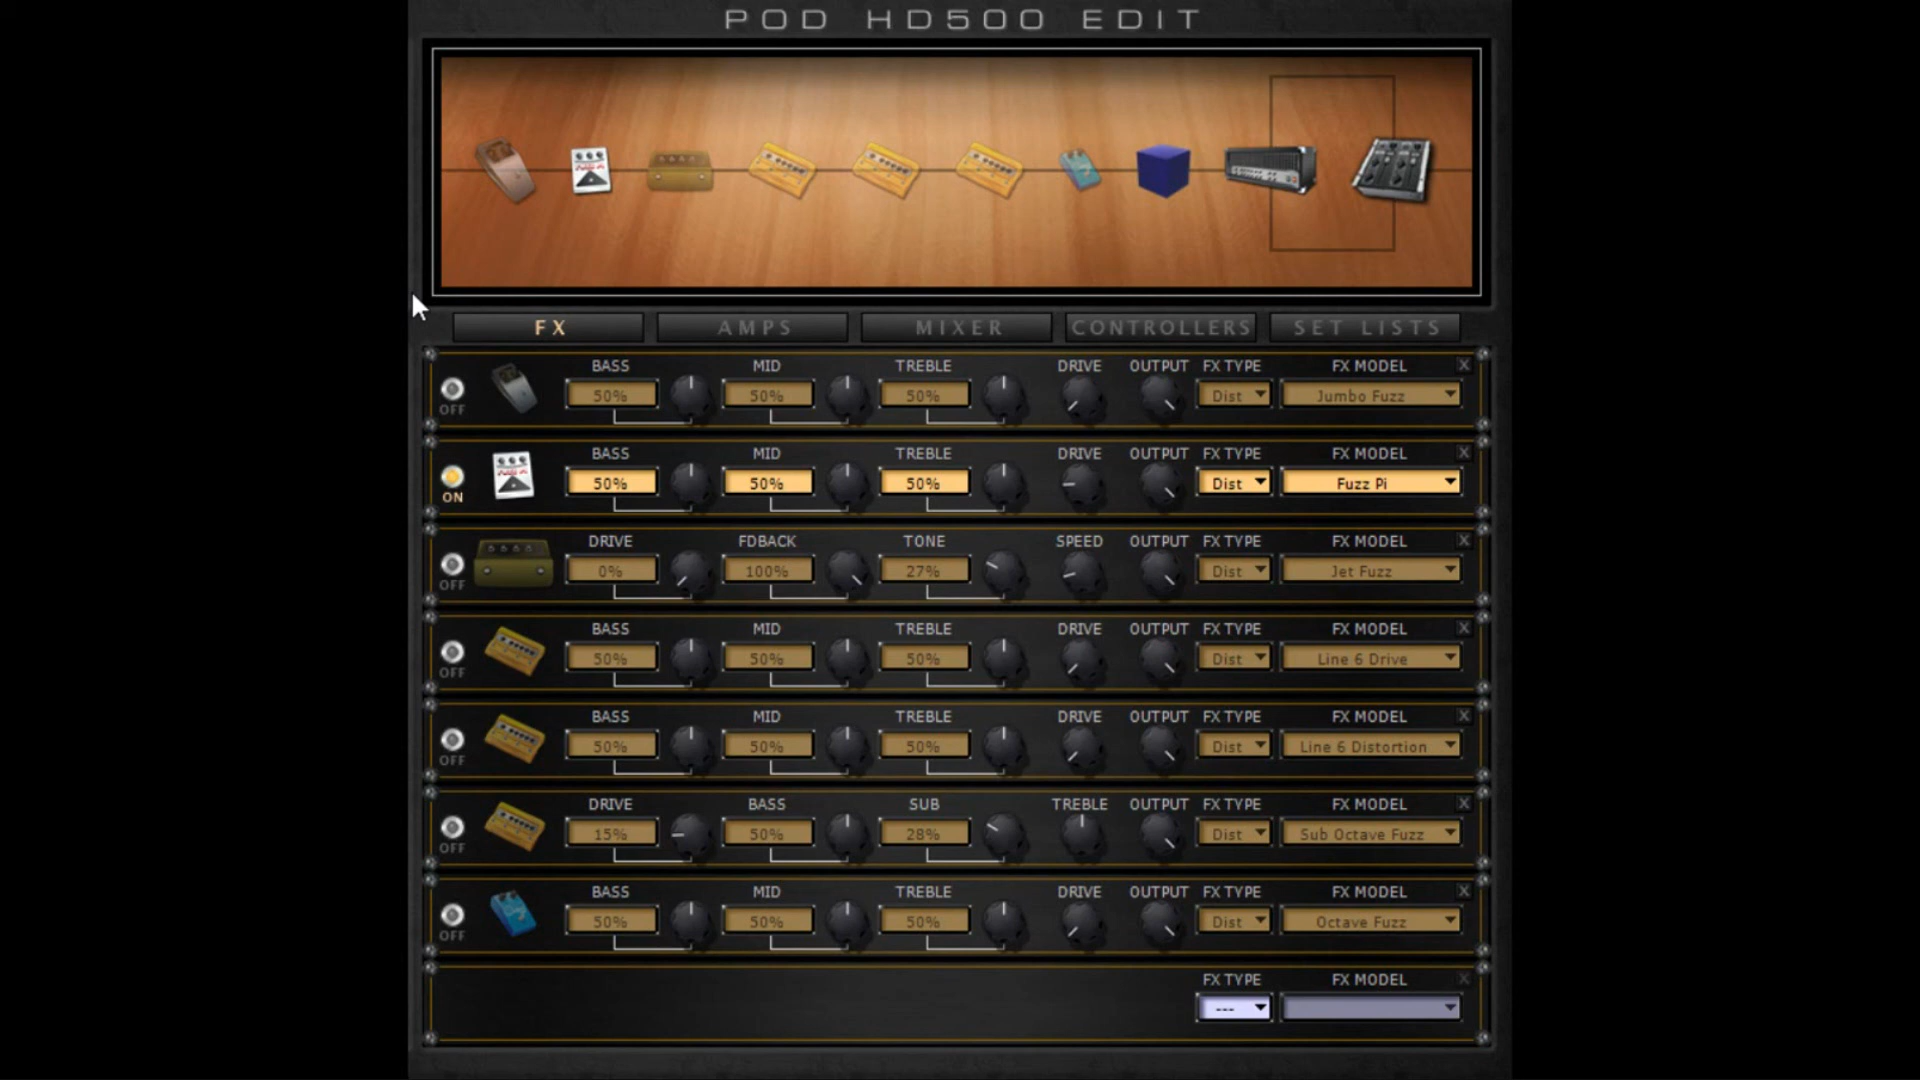 POD HD500 EDIT
FX AMPS MIXER CONTROLLERS SET LISTS
BASS MID TREBLE DRIVE OUTPUT FX TYPE FX MODEL X
OFF 50% 50% 50% Dist Jumbo Fuzz
BASS MID TREBLE DRIVE OUTPUT FX TYPE FX MODEL X
ON 50% 50% 50% Dist Fuzz Pi
DRIVE FDBACK TONE SPEED OUTPUT FX TYPE FX MODEL X
OFF 0% 100% 27% Dist Jet Fuzz
BASS MID TREBLE DRIVE OUTPUT FX TYPE FX MODEL X
OFF 50% 50% 50% Dist Line 6 Drive
BASS MID TREBLE DRIVE OUTPUT FX TYPE FX MODEL X
OFF 50% 50% 50% Dist Line 6 Distortion
DRIVE BASS SUB TREBLE OUTPUT FX TYPE FX MODEL X
OFF 15% 50% 28% Dist Sub Octave Fuzz
BASS MID TREBLE DRIVE OUTPUT FX TYPE FX MODEL X
OFF 50% 50% 50% Dist Octave Fuzz
FX TYPE FX MODEL X
---